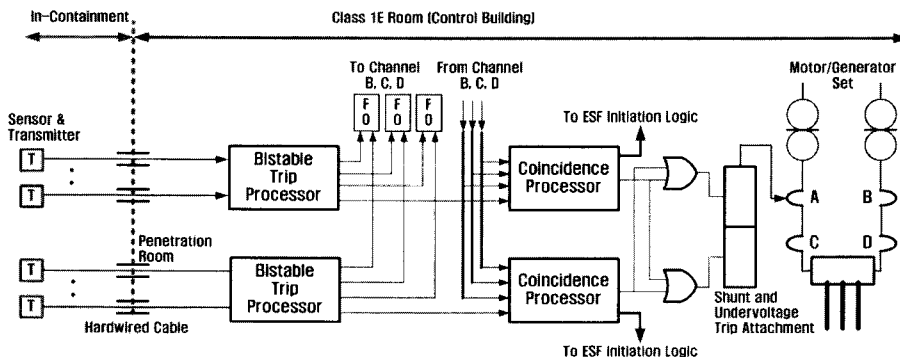 In-Containment
Class 1E Room (Control Building)
To Channel
B, C, D
From Channel
B, C, D
Motor/Generator
Set
F
O
F
O
F
O
To ESF Initiation Logic
Sensor &
Transmitter
T
T
Bistable
Trip
Processor
Coincidence
Processor
A
B
C
D
Penetration
Room
T
T
Bistable
Trip
Processor
Coincidence
Processor
Shunt and
Undervoltage
Trip Attachment
Hardwired Cable
To ESF Initiation Logic